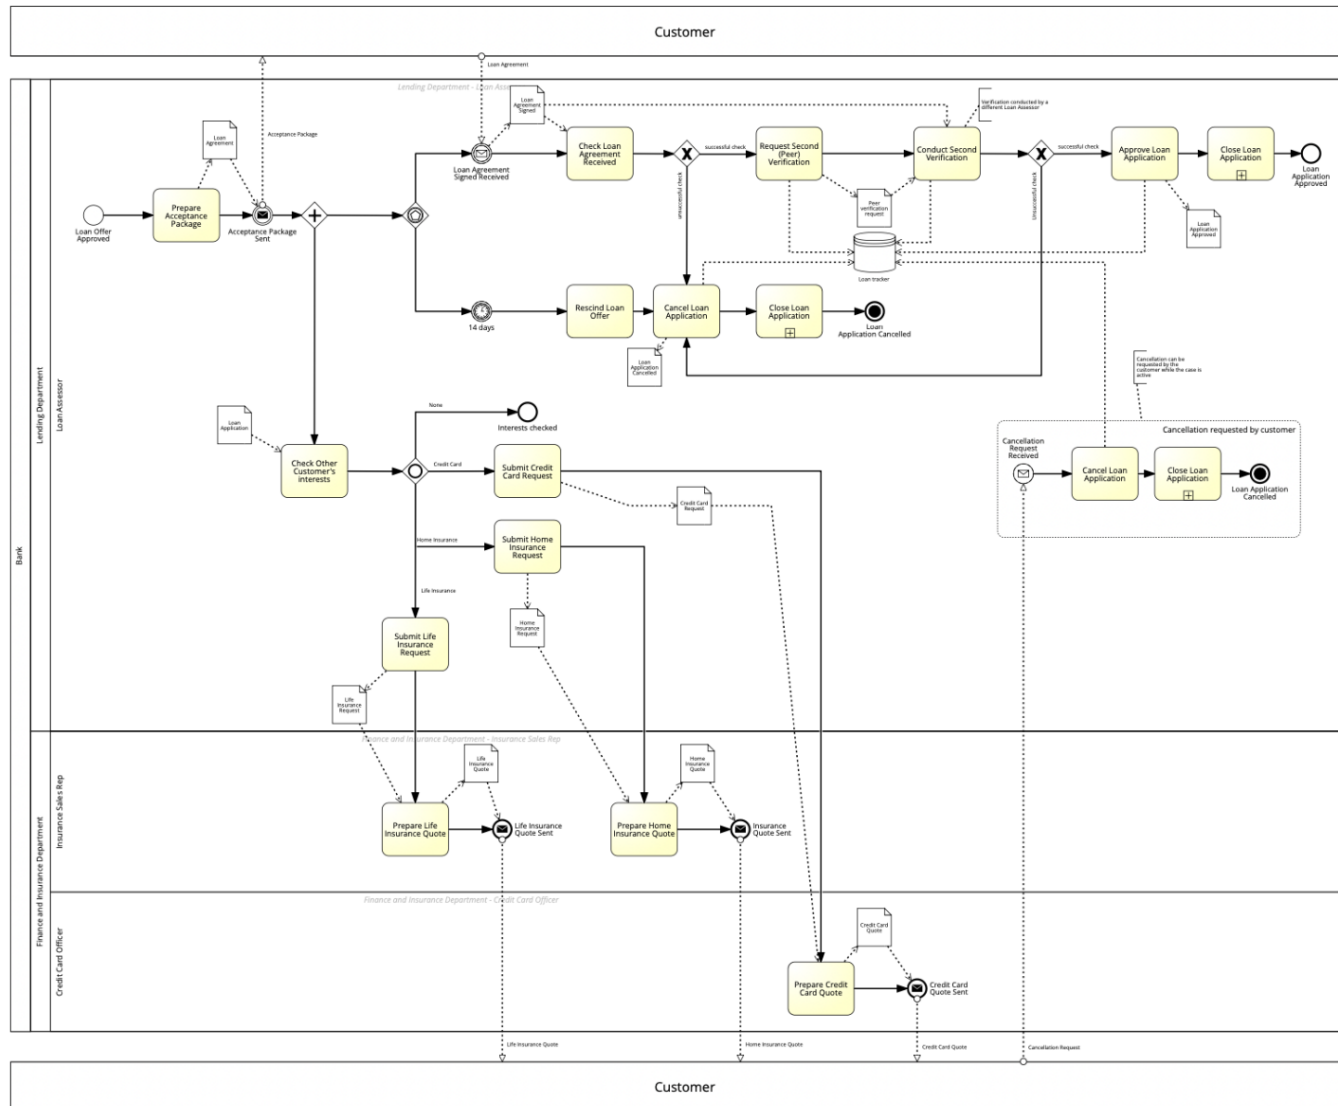 Customer
Loan Agreement
Lending Department - Loan Asse
Acceptance Package
Loan
Agreement
Loan
Agreement
Signed
Verification conducted by a
different Loan Assessor
Loan Offer
Approved
Prepare
Acceptance
Package
Acceptance Package
Sent
Loan Agreement
Signed Received
Check Loan
Agreement
Received
successful check
unsuccessful check
Request Second
(Peer)
Verification
Peer
verification
request
Conduct Second
Verification
successful check
Unsuccessful check
Approve Loan
Application
Close Loan
Application
Loan
Application
Approved
Loan
Application
Approved
Loan tracker
14 days
Rescind Loan
Offer
Cancel Loan
Application
Close Loan
Application
Loan
Application Cancelled
Loan
Application
Cancelled
Cancellation can be
requested by the
customer while the case is
active
Bank
Lending Department
Loan Assessor
Loan
Application
Check Other
Customer's
interests
None
Interests checked
Credit Card
Submit Credit
Card Request
Credit Card
Request
Home Insurance
Submit Home
Insurance
Request
Home
Insurance
Request
Life Insurance
Submit Life
Insurance
Request
Life
Insurance
Request
Cancellation requested by customer
Cancellation
Request
Received
Cancel Loan
Application
Close Loan
Application
Loan Application
Cancelled
Finance and Insurance Department
Insurance Sales Rep
Finance and Insurance Department - Insurance Sales Rep
Life
Insurance
Quote
Prepare Life
Insurance Quote
Life Insurance
Quote Sent
Home
Insurance
Quote
Prepare Home
Insurance Quote
Insurance
Quote Sent
Credit Card Officer
Finance and Insurance Department - Credit Card Officer
Credit Card
Quote
Prepare Credit
Card Quote
Credit Card
Quote Sent
Life Insurance Quote
Home Insurance Quote
Credit Card Quote
Cancellation Request
Customer